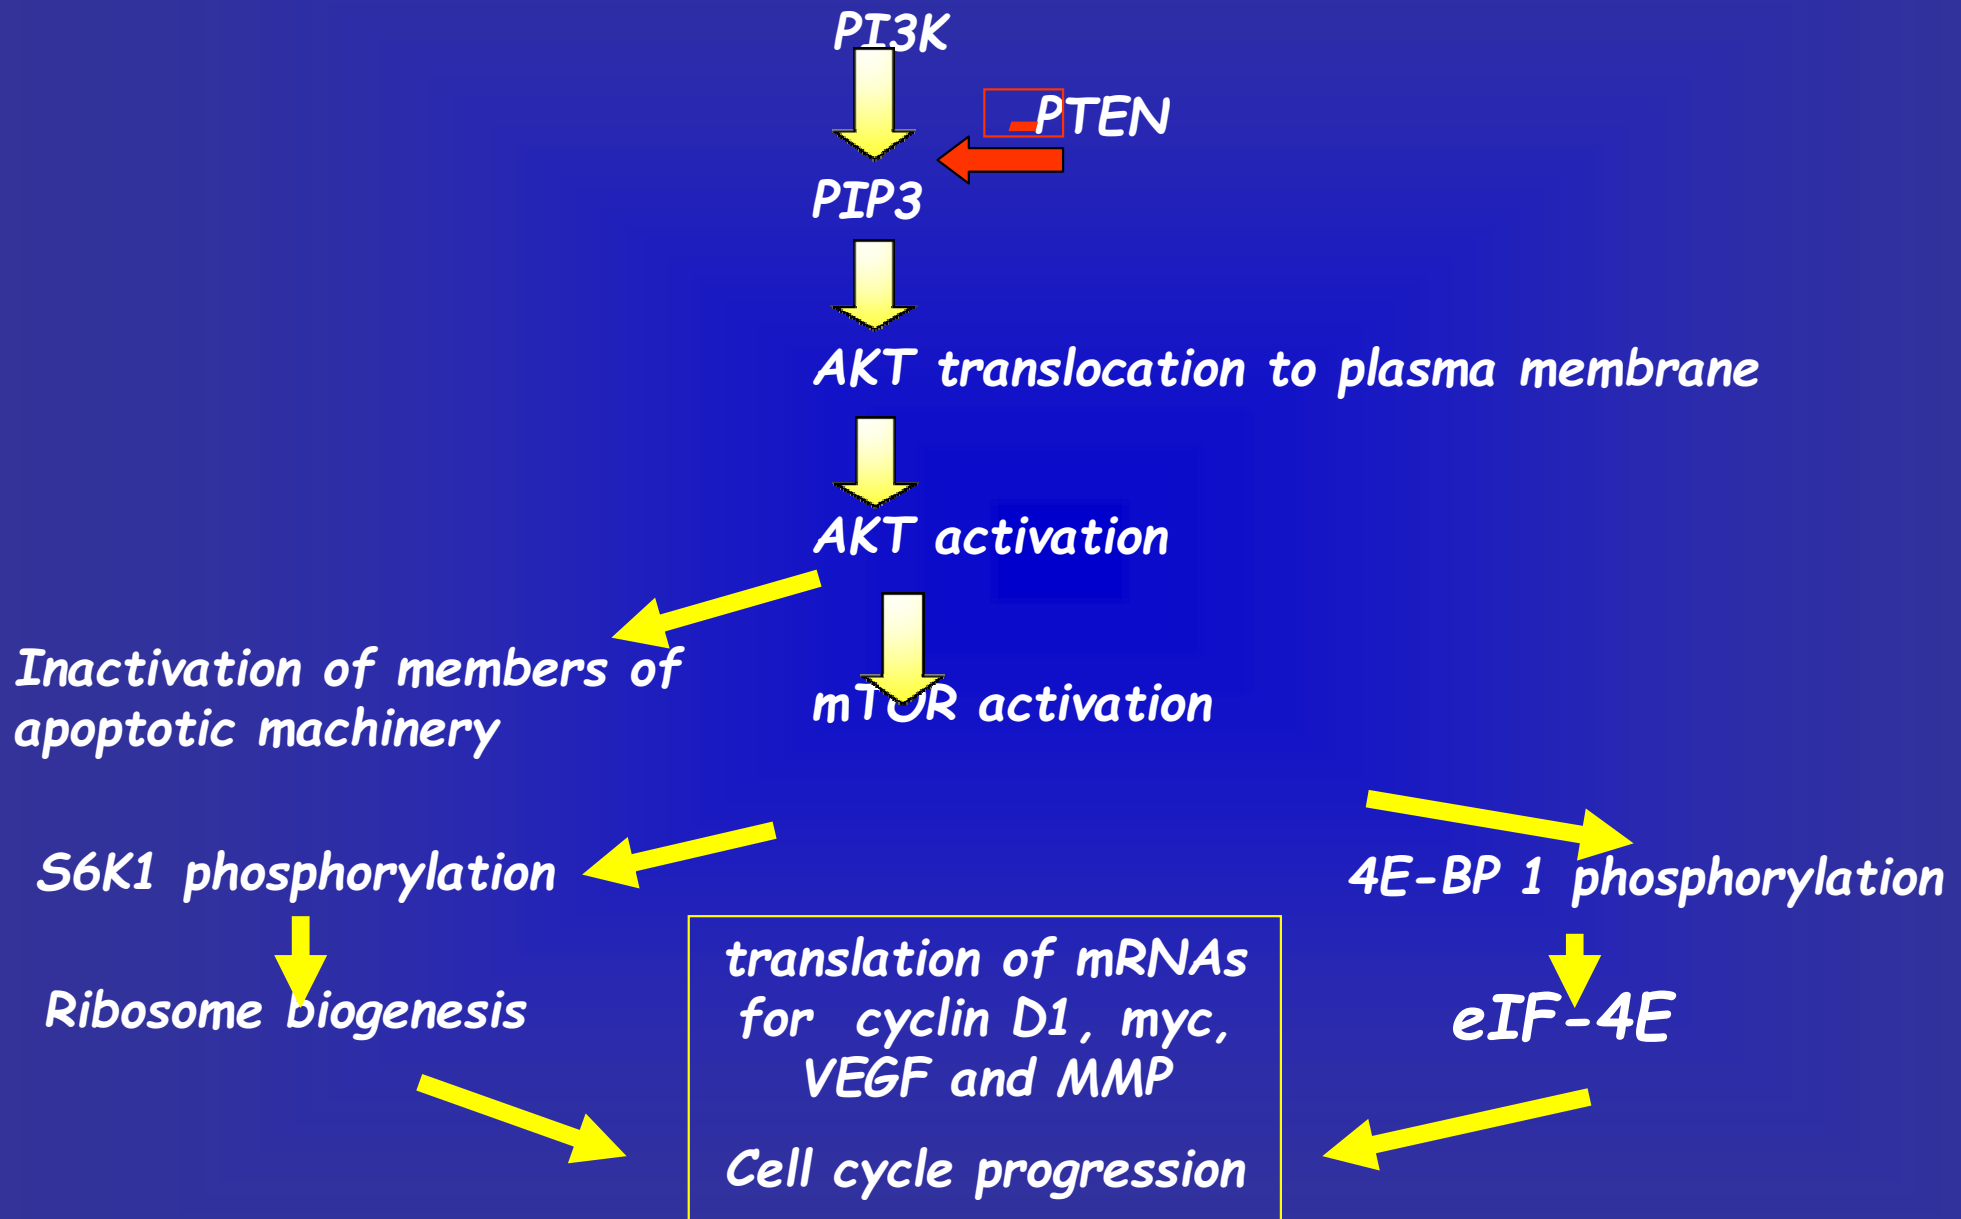 PI3K
-PTEN
PIP3
AKT translocation to plasma membrane
AKT activation
Inactivation of members of
apoptotic machinery
mTOR activation
S6K1 phosphorylation
4E-BP 1 phosphorylation
Ribosome biogenesis
eIF-4E
translation of mRNAs
for cyclin D1, myc,
VEGF and MMP
Cell cycle progression